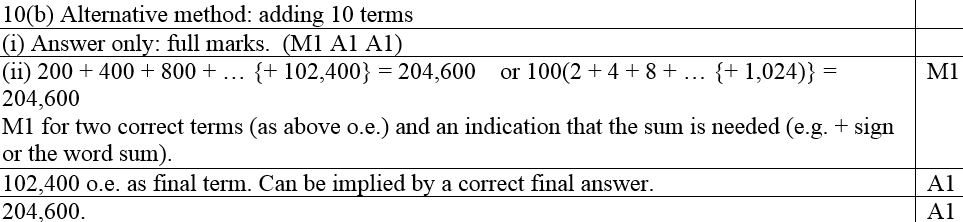 10(b) Alternative method: adding 10 terms
(i) Answer only: full marks. (M1 A1 A1)
(ii) 200 + 400 + 800 + … {+ 102,400} = 204,600 or 100(2 + 4 + 8 + … {+ 1,024)} = M1
204,600
M1 for two correct terms (as above o.e.) and an indication that the sum is needed (e.g. + sign
or the word sum).
102,400 o.e. as final term. Can be implied by a correct final answer. A1
204,600. A1